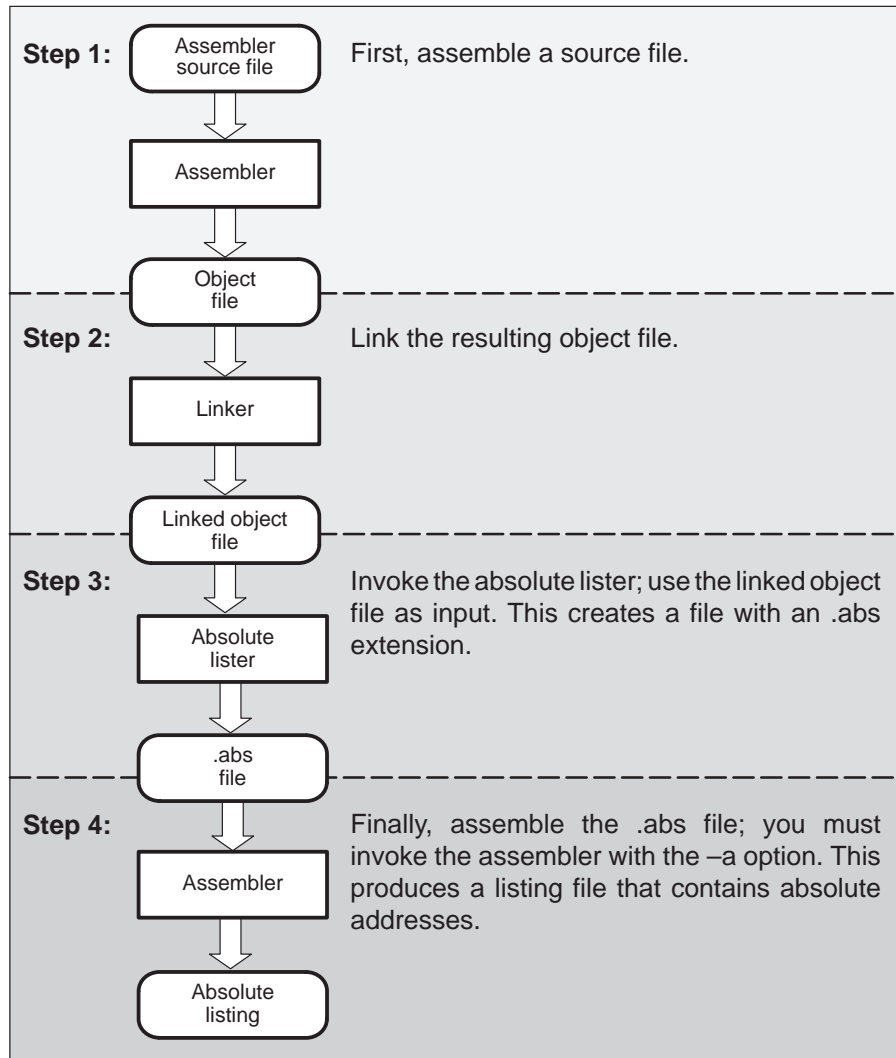 Step 1:
Assembler
source file
First, assemble a source file.
Assembler
Object
file
Step 2:
Link the resulting object file.
Linker
Linked object
file
Step 3:
Invoke the absolute lister; use the linked object
file as input. This creates a file with an .abs
extension.
Absolute
lister
.abs
file
Step 4:
Finally, assemble the .abs file; you must
invoke the assembler with the –a option. This
produces a listing file that contains absolute
addresses.
Assembler
Absolute
listing